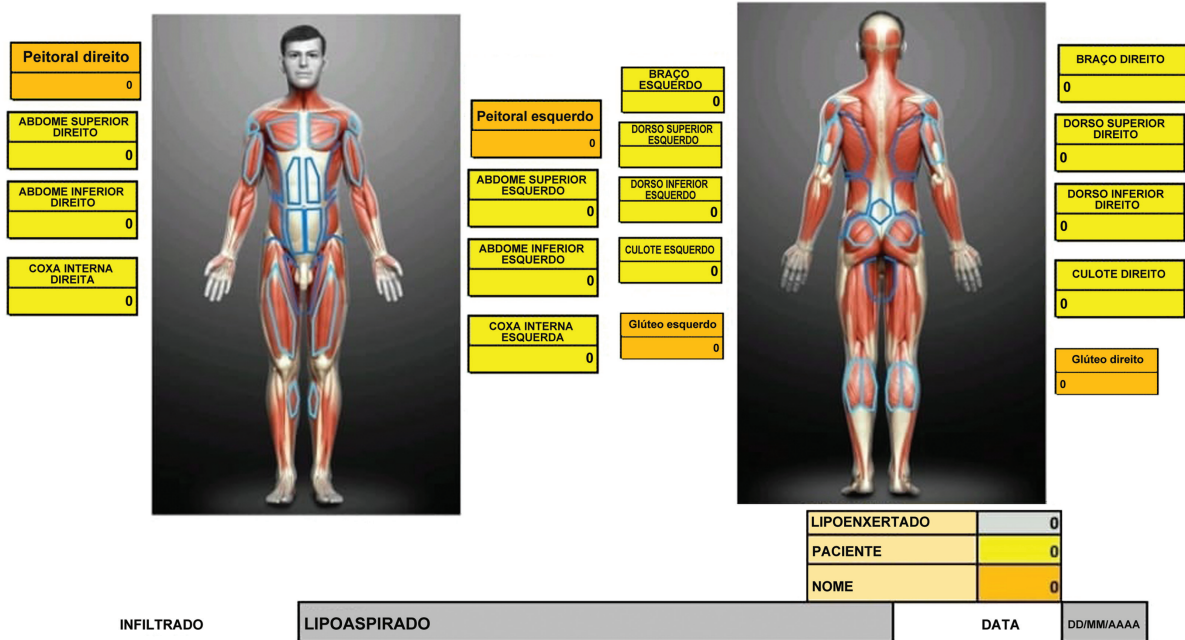 Peitoral direito
0
ABDOME SUPERIOR
DIREITO
0
ABDOME INFERIOR
DIREITO
0
COXA INTERNA
DIREITA
0
Peitoral esquerdo
0
ABDOME SUPERIOR
ESQUERDO
0
ABDOME INFERIOR
ESQUERDO
0
COXA INTERNA
ESQUERDA
0
BRAÇO
ESQUERDO
0
DORSO SUPERIOR
ESQUERDO
DORSO INFERIOR
ESQUERDO
0
CULOTE ESQUERDO
0
Glúteo esquerdo
0
BRAÇO DIREITO
0
DORSO SUPERIOR
DIREITO
0
DORSO INFERIOR
DIREITO
0
CULOTE DIREITO
0
Glúteo direito
0
LIPOENXERTADO 0
PACIENTE 0
NOME 0
INFILTRADO LIPOASPIRADO DATA DD/MM/AAAA